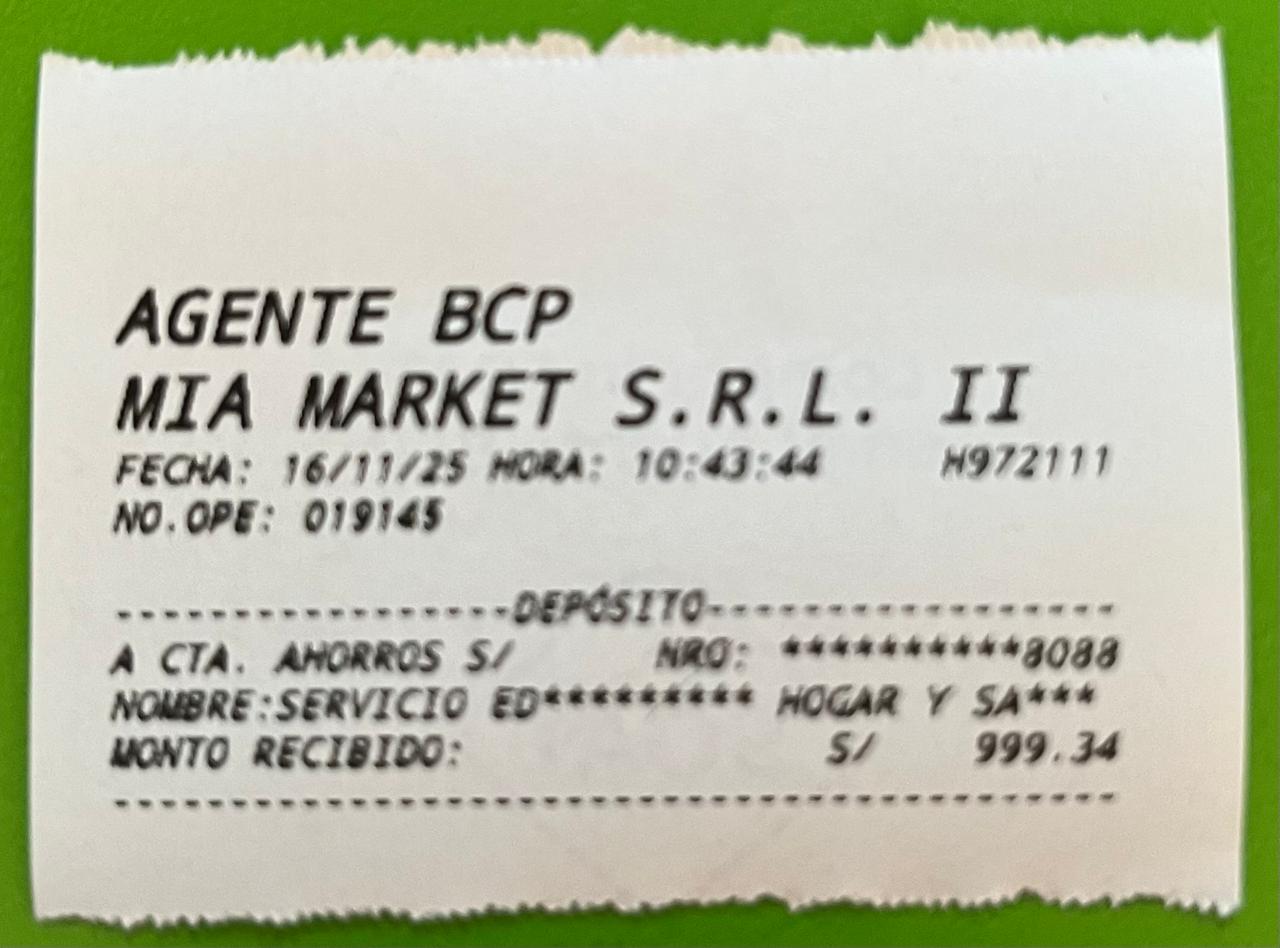 AGENTE BCP
MIA MARKET S.R.L. II
FECHA: 16/11/25 HORA: 10:43:44 H972111
NO.OPE: 019145
------------------DEPÓSITO------------------
A CTA. AHORROS S/ NRO: **********8088
NOMBRE:SERVICIO ED********* HOGAR Y SA***
MONTO RECIBIDO: S/ 999.34
-------------------------------------------